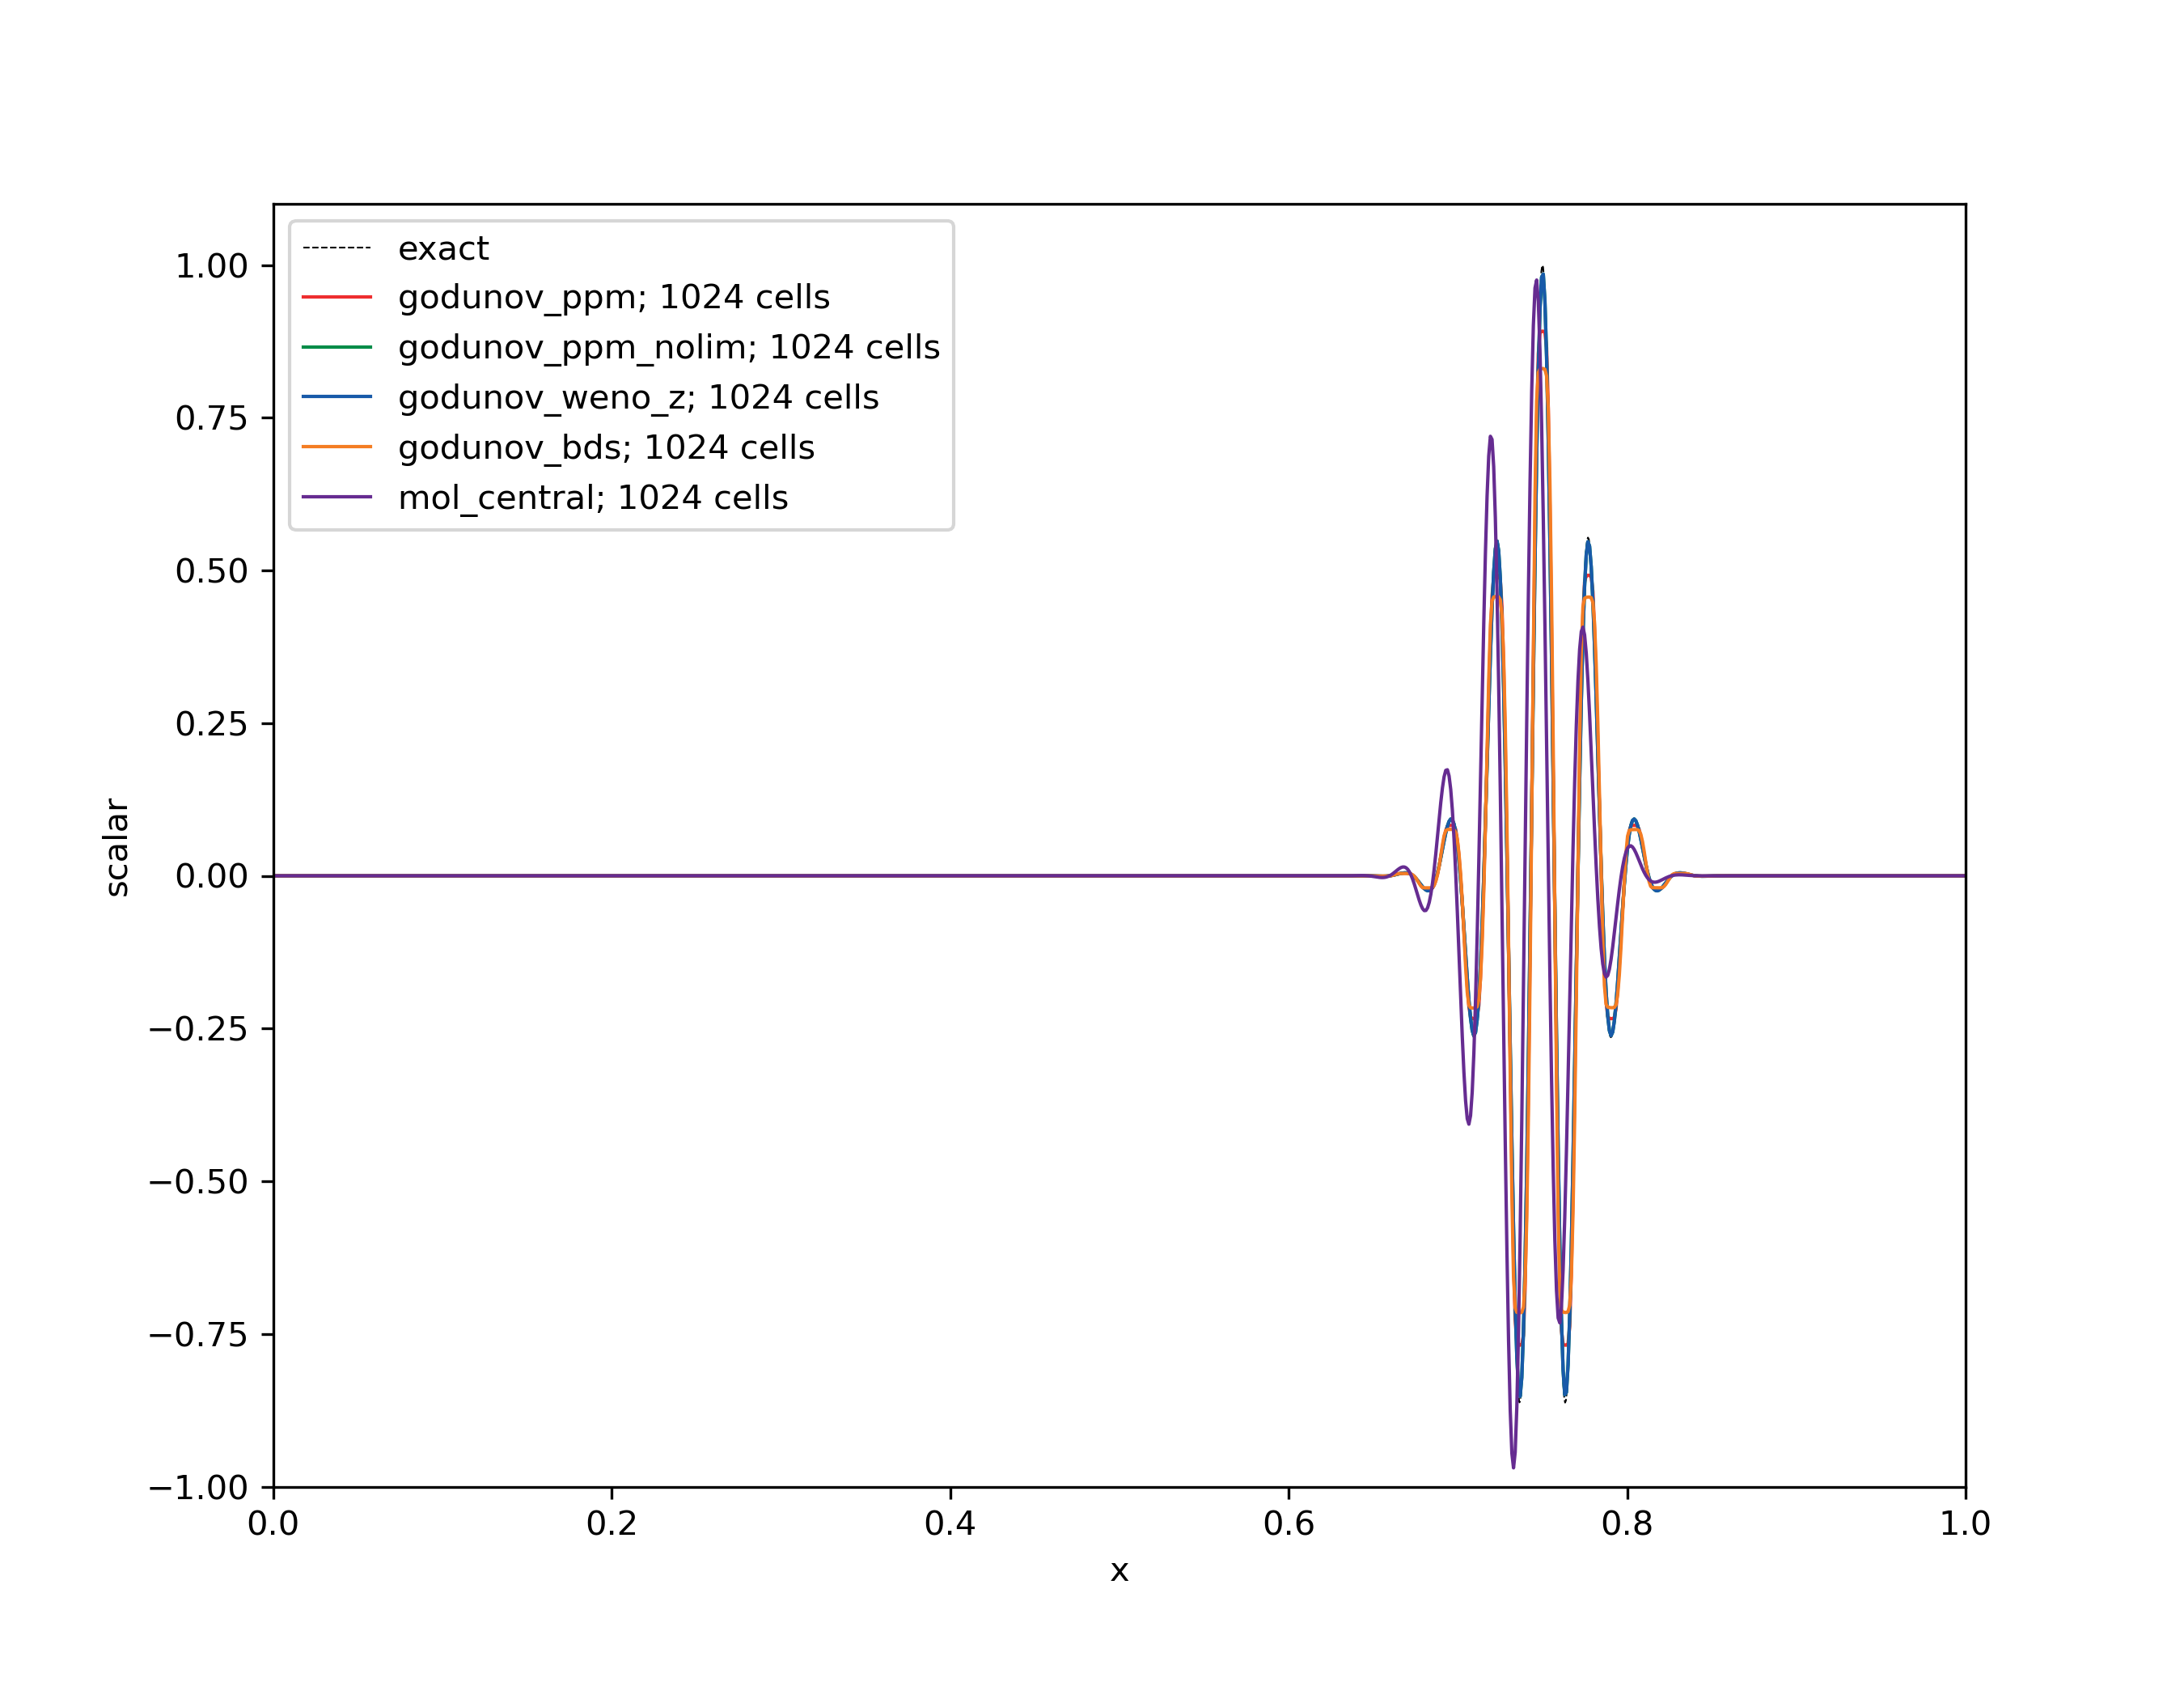 exact
godunov_ppm; 1024 cells
godunov_ppm_nolim; 1024 cells
godunov_weno_z; 1024 cells
godunov_bds; 1024 cells
mol_central; 1024 cells
1.00
0.75
0.50
0.25
0.00
−0.25
−0.50
−0.75
−1.00
scalar
0.0 0.2 0.4 0.6 0.8 1.0
x